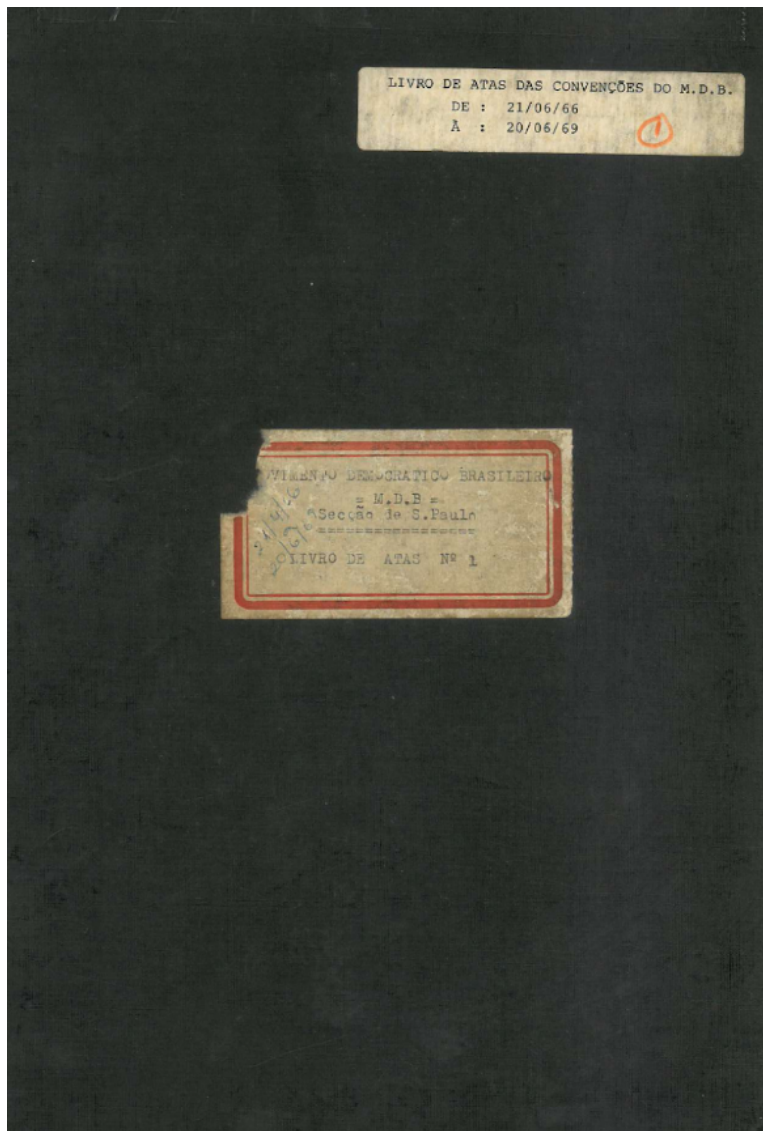 LIVRO DE ATAS DAS CONVENÇÕES DO M.D.B.
DE : 21/06/66
À : 20/06/69
1
OVIMENTO DEMOCRATICO BRASILEIRO
= M.D.B =
Secção de S.Paulo
==================
LIVRO DE ATAS Nº 1